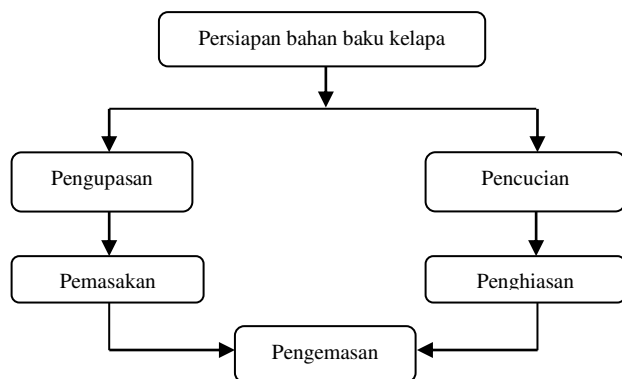 Persiapan bahan baku kelapa
Pengupasan
Pencucian
Pemasakan
Penghiasan
Pengemasan